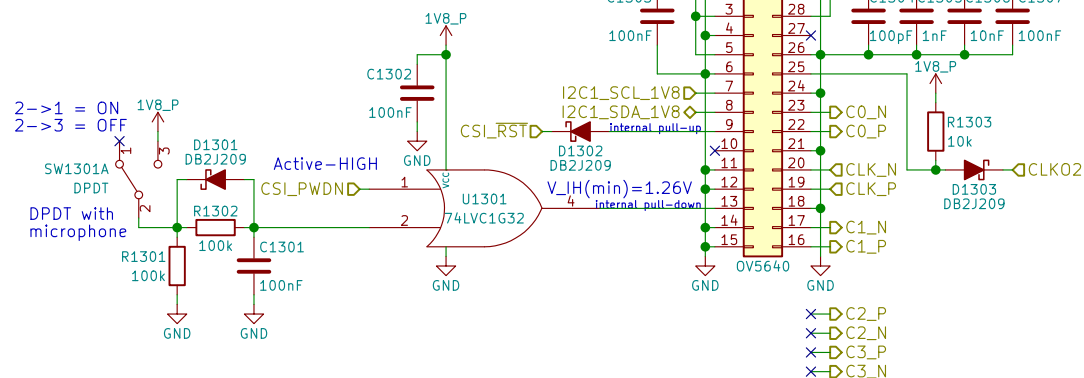 2->1 = ON
2->3 = OFF
1V8_P
1
3
SW1301A
DPDT
2
DPDT with
microphone
D1301
DB2J209
R1302
100k
R1301
100k
C1301
100nF
GND
GND
Active-HIGH
CSI_PWDN
1
2
1V8_P
C1302
100nF
GND
VCC
U1301
74LVC1G32
4
GND
V_IH(min)=1.26V
internal pull-down
CSI_RST
D1302
DB2J209
internal pull-up
I2C1_SCL_1V8
I2C1_SDA_1V8
100nF
3
4
5
6
7
8
9
10
11
12
13
14
15
28
27
26
25
24
23
22
21
20
19
18
17
16
OV5640
GND
GND
100pF
1nF
10nF
100nF
1V8_P
R1303
10k
D1303
DB2J209
CLKO2
C0_N
C0_P
CLK_N
CLK_P
C1_N
C1_P
C2_P
C2_N
C3_P
C3_N